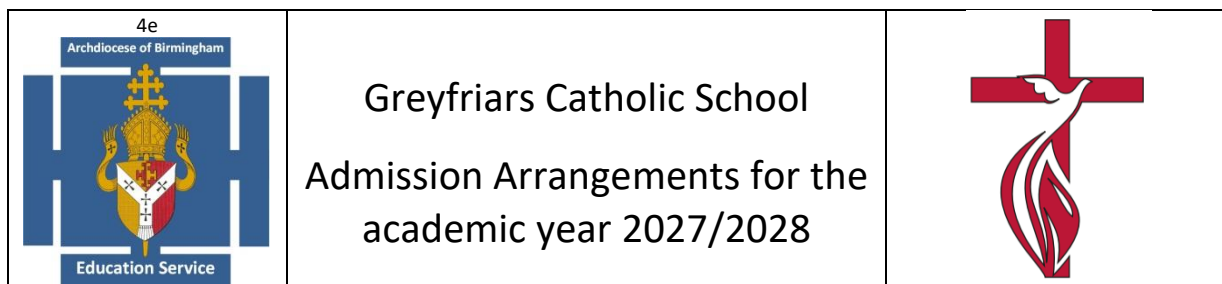 4e
Archdiocese of Birmingham
Education Service
Greyfriars Catholic School
Admission Arrangements for the
academic year 2027/2028